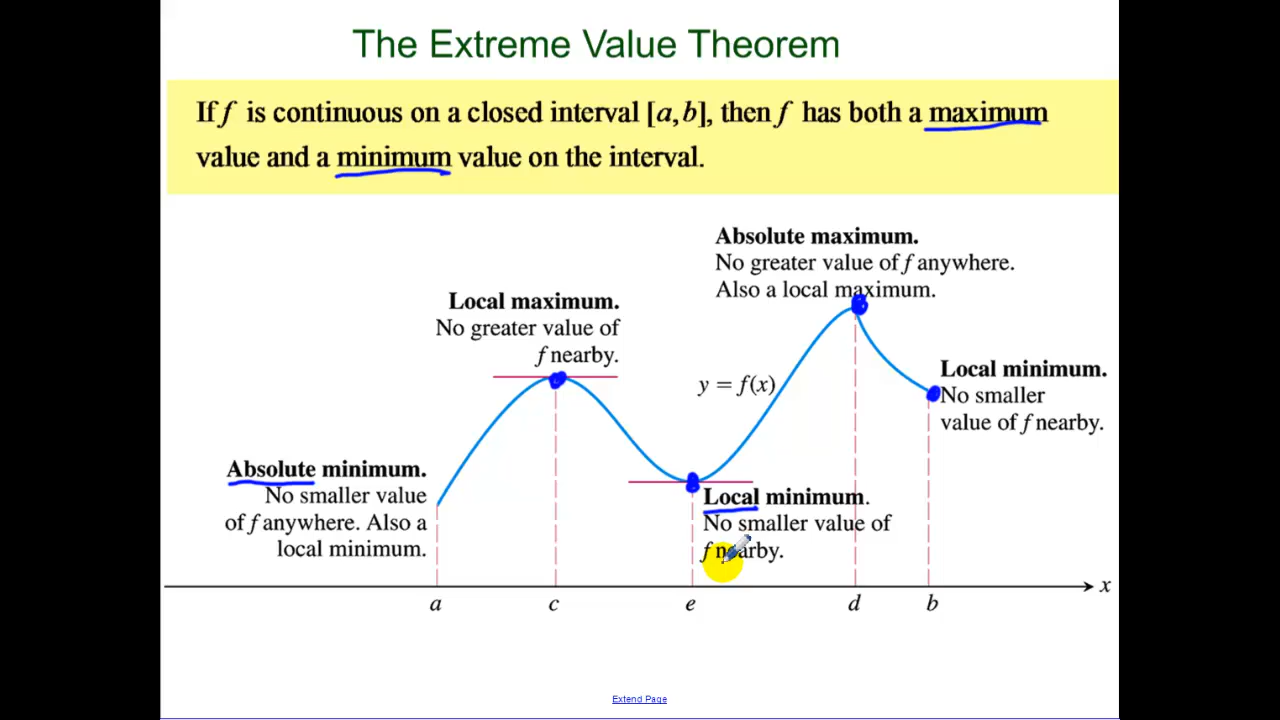 The Extreme Value Theorem
If f is continuous on a closed interval [a, b], then f has both a maximum
value and a minimum value on the interval.
Absolute maximum.
No greater value of f anywhere.
Also a local maximum.
Local maximum.
No greater value of
f nearby.
y = f(x)
Local minimum.
No smaller
value of f nearby.
Absolute minimum.
No smaller value
of f anywhere. Also a
local minimum.
Local minimum.
No smaller value of
f nearby.
x
a c e d b
Extend Page